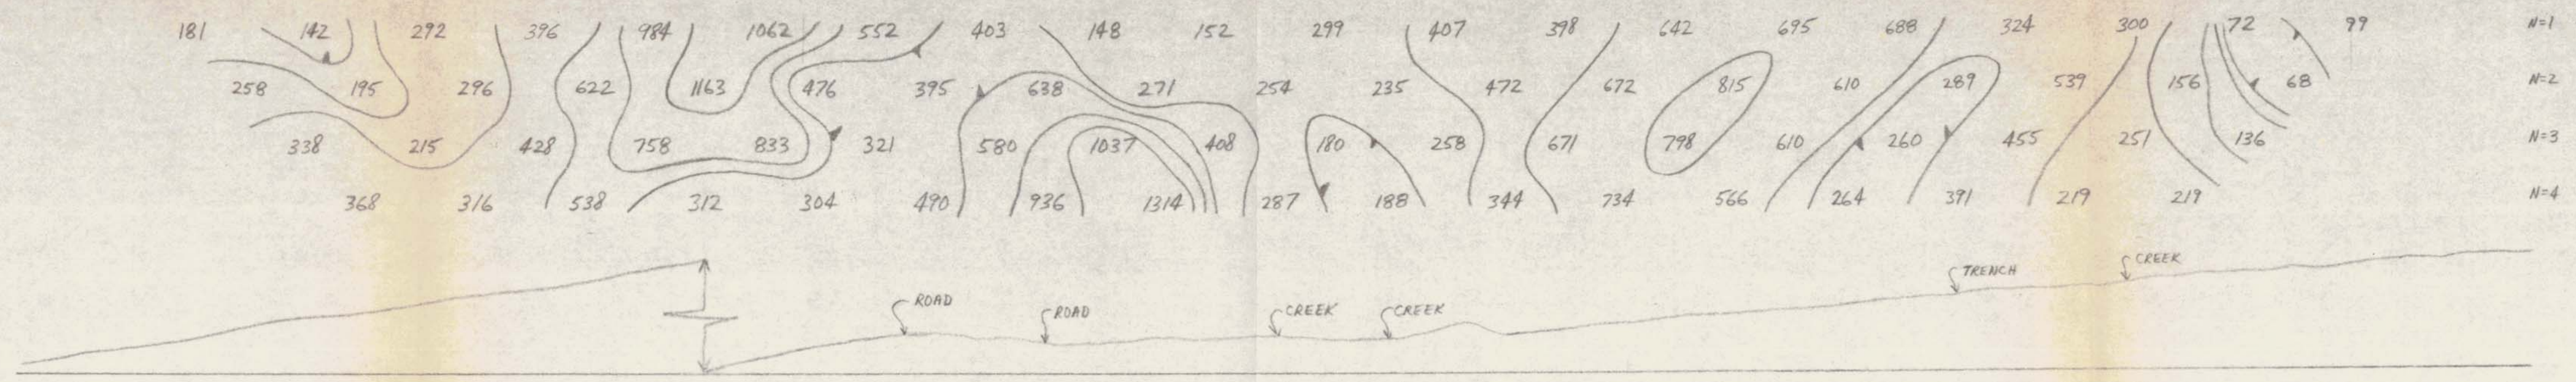 181 142 292 396 984 1062 552 403 148 152 299 407 398 642 695 688 324 300 72 99 N=1
258 195 296 622 1163 476 395 638 271 254 235 472 672 815 610 289 539 156 68 N=2
338 215 428 758 833 321 580 1037 408 180 258 671 798 610 260 455 251 136 N=3
368 316 538 312 304 490 936 1314 287 188 344 734 566 264 391 219 219 N=4
CREEK
TRENCH
ROAD
ROAD
CREEK
CREEK